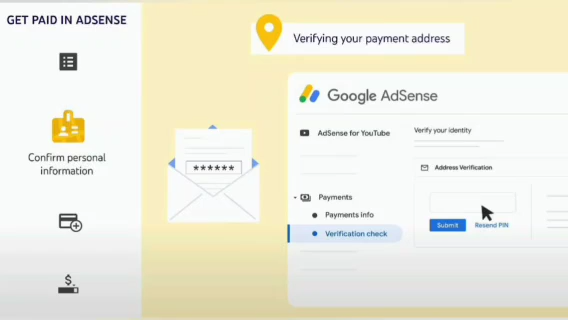 GET PAID IN ADSENSE
Confirm personal
information
Verifying your payment address
******
Google AdSense
AdSense for YouTube
Payments
Payments info
Verification check
Verify your identity
Address Verification
Submit
Resend PIN
$